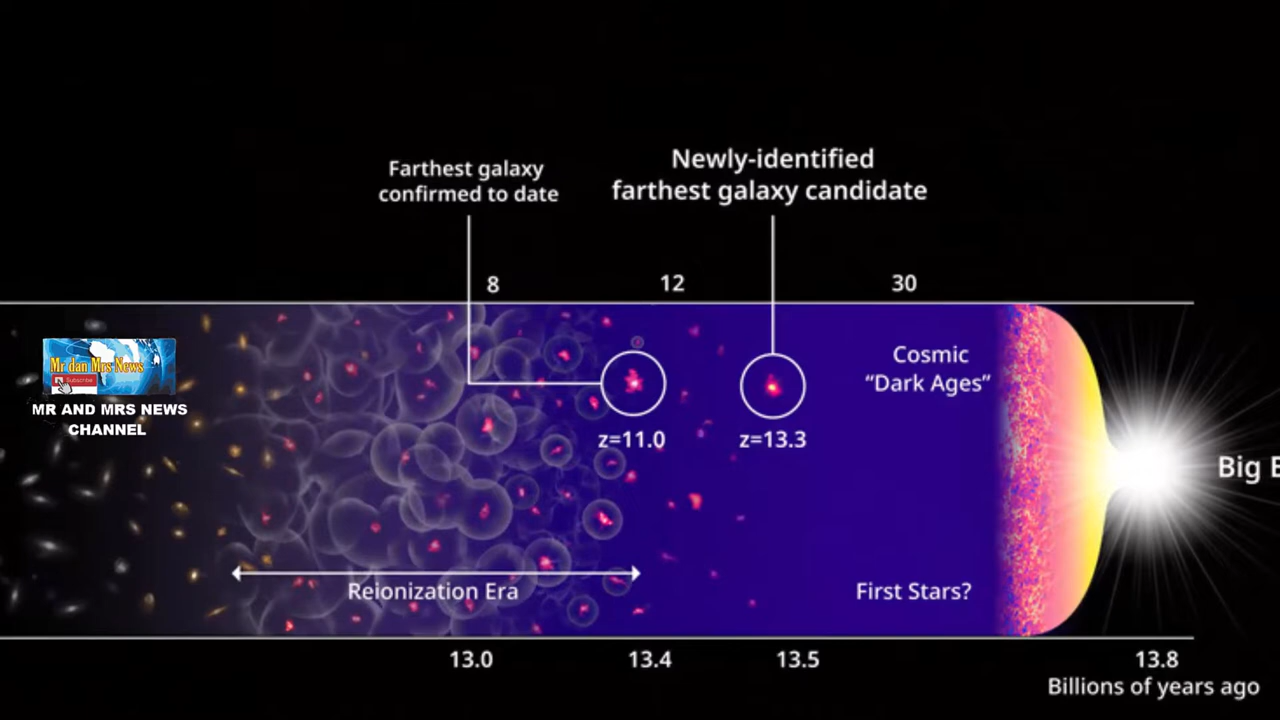 Farthest galaxy
confirmed to date
Newly-identified
farthest galaxy candidate
8
12
30
Cosmic
“Dark Ages”
Mr dan Mrs News
Subscribe
MR AND MRS NEWS
CHANNEL
z=11.0
z=13.3
Big E
Reionization Era
First Stars?
13.0
13.4
13.5
13.8
Billions of years ago